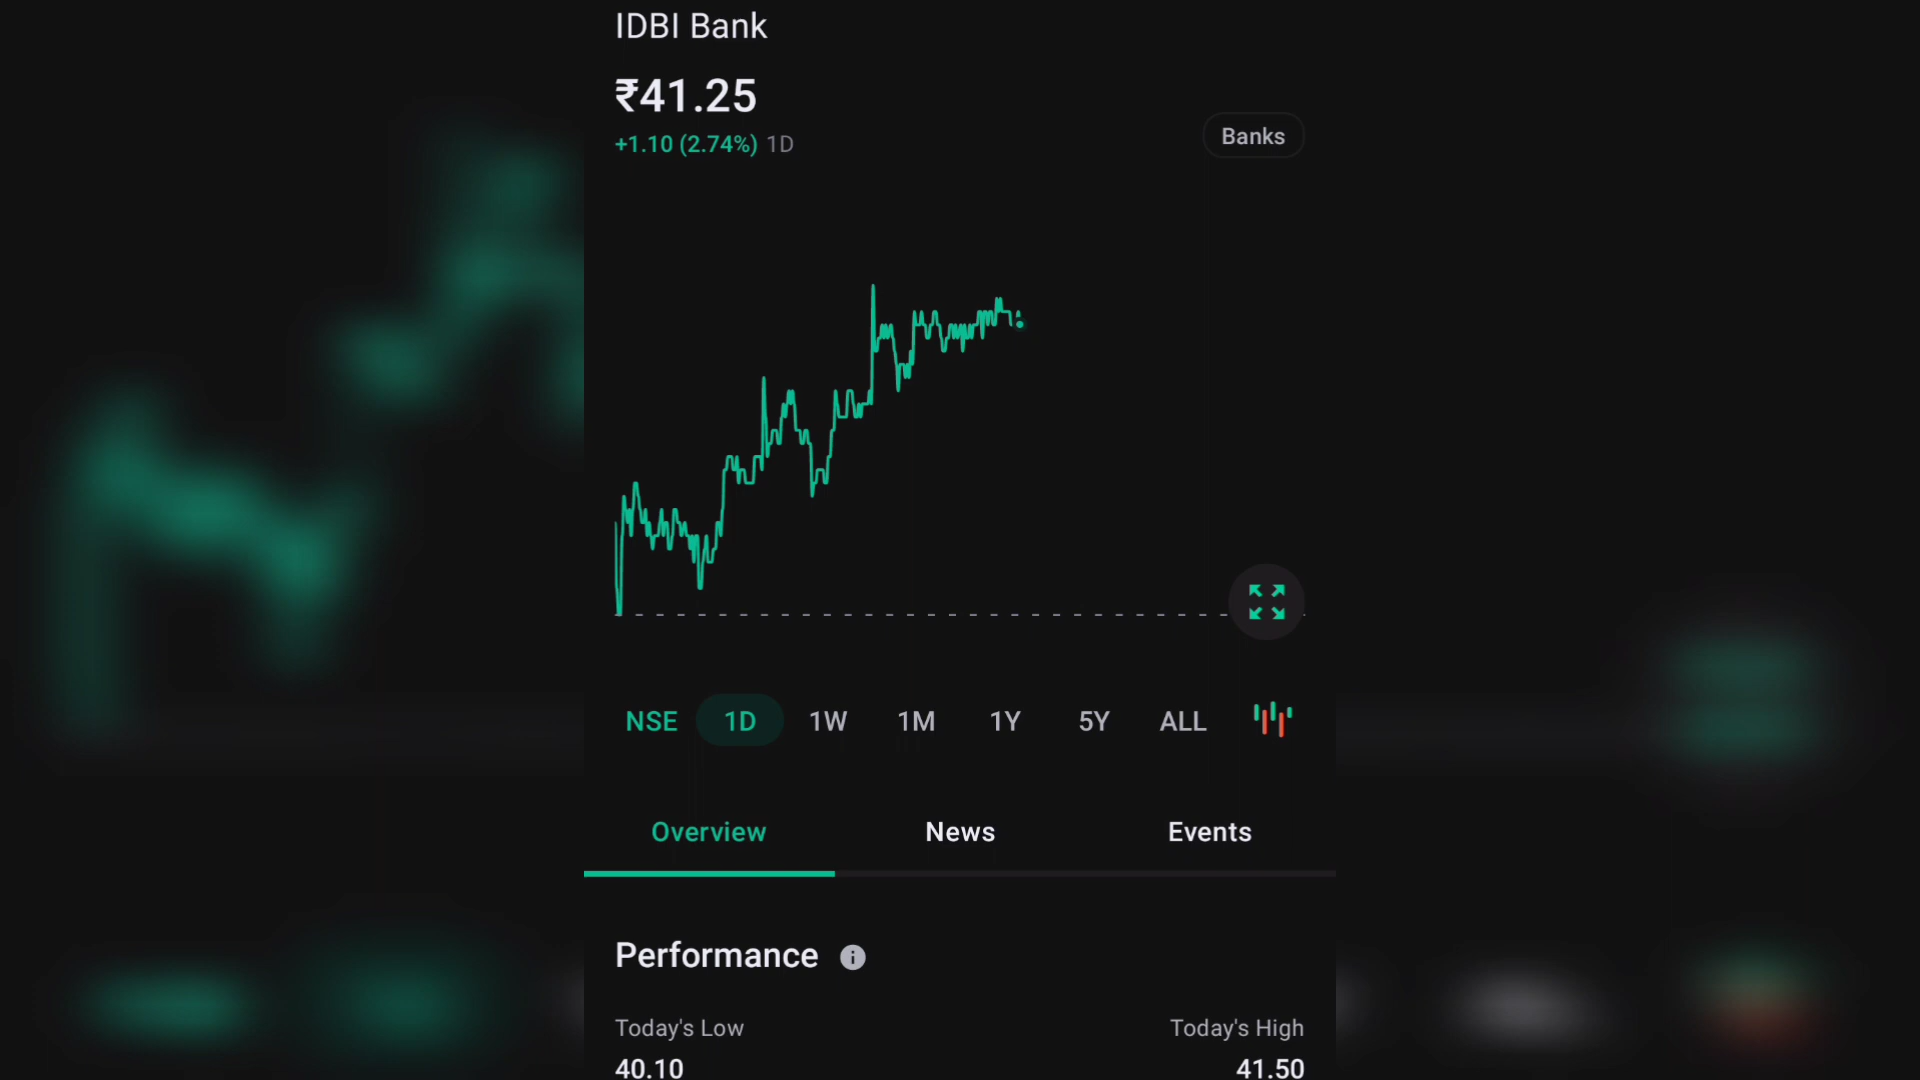 IDBI Bank
₹41.25
+1.10 (2.74%) 1D
Banks
NSE 1D 1W 1M 1Y 5Y ALL
Overview News Events
Performance
Today's Low Today's High
40.10 41.50